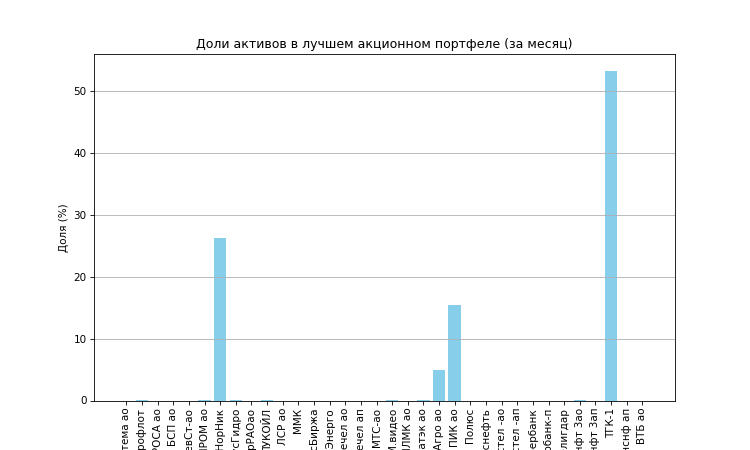 Доли активов в лучшем акционном портфеле (за месяц)
Доля (%)
50
40
30
20
10
0
тема ао
рофлот
РОСА ао
БСП ао
евСт-ао
ПРОМ ао
НорНик
сГидро
рРАОао
ЛУКОЙЛ
ЛСР ао
ММК
сБиржа
Энерго
ечел ао
ечел ап
МТС-ао
М.видео
ЛМК ао
атэк ао
Агро ао
ПИК ао
Полюс
снефть
стел -ао
стел -ап
ербанк
рбанк-п
лигдар
нфт 3ао
нфт 3ап
ТГК-1
нснф ап
ВТБ ао